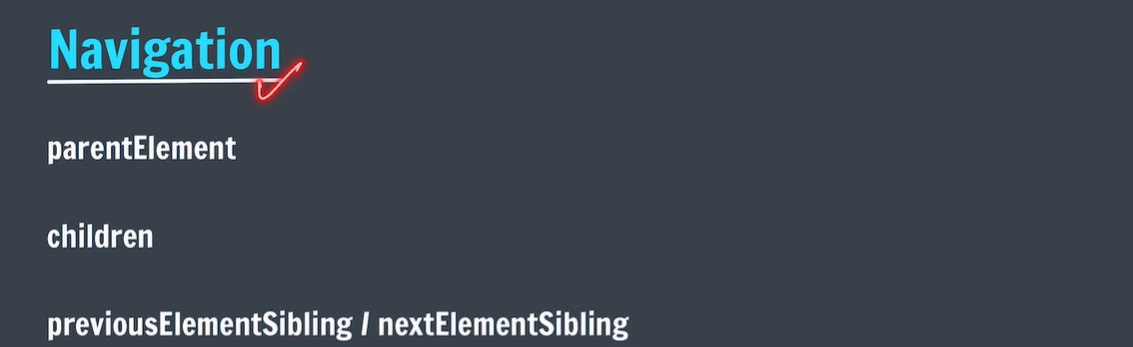 Navigation
parentElement
children
previousElementSibling / nextElementSibling